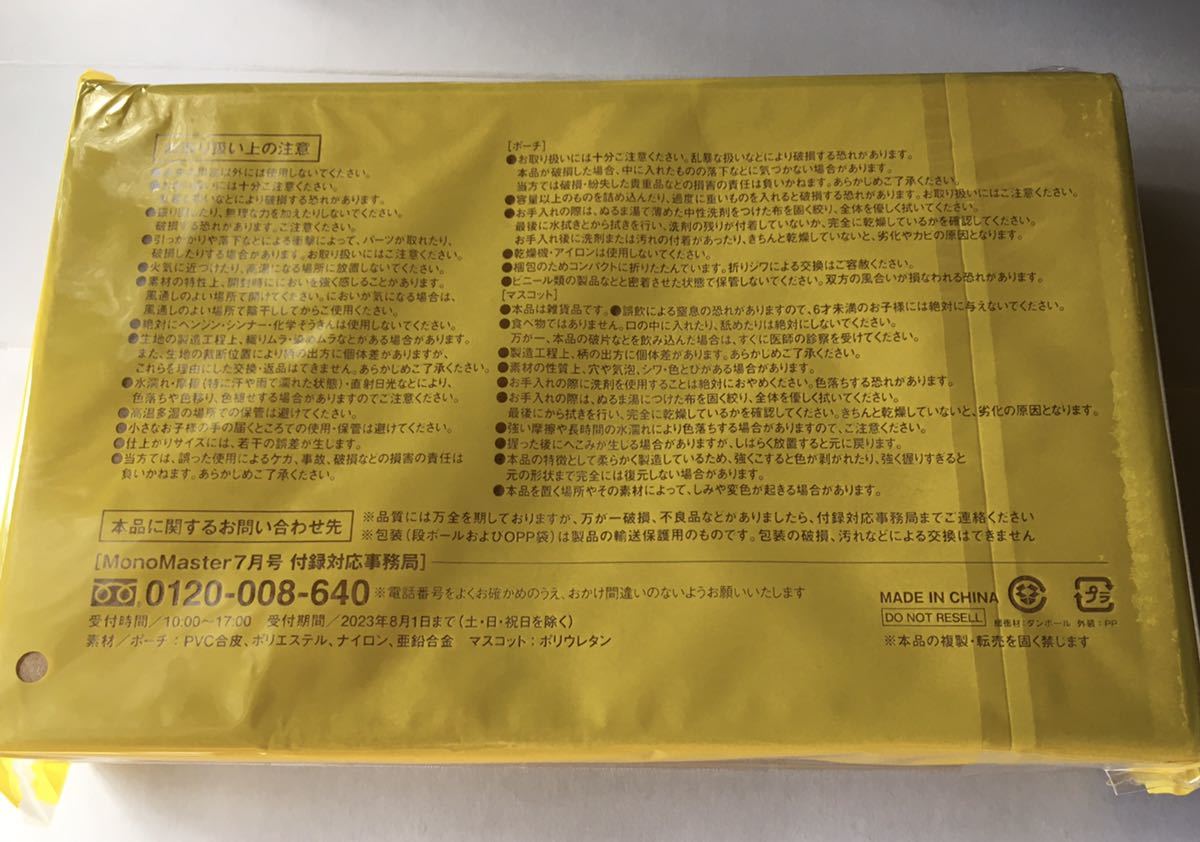 取り扱い上の注意
以外には使用しないでください。
には十分ご注意ください。
などにより破損する恐れがあります。
●振り回したり、無理な力を加えたりしないでください。
破損する恐れがあります。ご注意ください。
●引っかかりや落下などによる衝撃によって、パーツが取れたり、
破損したりする場合があります。お取り扱いにはご注意ください。
●火気に近づけたり、高温になる場所に放置しないでください。
●素材の特性上、開封時ににおいを強く感じることがあります。
風通しのよい場所で開けてください。においが気になる場合は、
風通しのよい場所で陰干ししてからご使用ください。
●絶対にベンジン・シンナー・化学ぞうきんは使用しないでください。
●生地の製造工程上、織りムラ・染めムラなどがある場合があります。
また、生地の裁断位置により柄の出方に個体差がありますが、
これらを理由にした交換・返品はできません。あらかじめご了承ください。
●水濡れ・摩擦(特に汗や雨で濡れた状態)・直射日光などにより、
色落ちや色移り、色褪せする場合がありますのでご注意ください。
●高温多湿の場所での保管は避けてください。
●小さなお子様の手の届くところでの使用・保管は避けてください。
●仕上がりサイズには、若干の誤差が生じます。
●当方では、誤った使用によるケガ、事故、破損などの損害の責任は
負いかねます。あらかじめご了承ください。
[ポーチ]
●お取り扱いには十分ご注意ください。乱暴な扱いなどにより破損する恐れがあります。
本品が破損した場合、中に入れたものの落下などに気づかない場合があります。
当方では破損・紛失した貴重品などの損害の責任は負いかねます。あらかじめご了承ください。
●容量以上のものを詰め込んだり、過度に重いものを入れると破損する恐れがあります。お取り扱いにはご注意ください。
●お手入れの際は、ぬるま湯で薄めた中性洗剤をつけた布を固く絞り、全体を優しく拭いてください。
最後に水拭きとから拭きを行い、洗剤の残りが付着していないか、完全に乾燥しているかを確認してください。
お手入れ後に洗剤または汚れの付着があったり、きちんと乾燥していないと、劣化やカビの原因となります。
●乾燥機・アイロンは使用しないでください。
●梱包のためコンパクトに折りたたんでいます。折りジワによる交換はご容赦ください。
●ビニール類の製品などと密着させた状態で保管しないでください。双方の風合いが損なわれる恐れがあります。
[マスコット]
●本品は雑貨品です。●誤飲による窒息の恐れがありますので、6才未満のお子様には絶対に与えないでください。
●食べ物ではありません。口の中に入れたり、舐めたりは絶対にしないでください。
万が一、本品の破片などを飲み込んだ場合は、すぐに医師の診察を受けてください。
●製造工程上、柄の出方に個体差があります。あらかじめご了承ください。
●素材の性質上、穴や気泡、シワ・色とびがある場合があります。
●お手入れの際に洗剤を使用することは絶対におやめください。色落ちする恐れがあります。
●お手入れの際は、ぬるま湯につけた布を固く絞り、全体を優しく拭いてください。
最後にから拭きを行い、完全に乾燥しているかを確認してください。きちんと乾燥していないと、劣化の原因となります。
●強い摩擦や長時間の水濡れにより色落ちする場合がありますので、ご注意ください。
●握った後にへこみが生じる場合がありますが、しばらく放置すると元に戻ります。
●本品の特徴として柔らかく製造しているため、強くこすると色が剥がれたり、強く握りすぎると
元の形状まで完全には復元しない場合があります。
●本品を置く場所やその素材によって、しみや変色が起きる場合があります。
本品に関するお問い合わせ先
※品質には万全を期しておりますが、万が一破損、不良品などがありましたら、付録対応事務局までご連絡ください
※包装(段ボールおよびOPP袋)は製品の輸送保護用のものです。包装の破損、汚れなどによる交換はできません
[MonoMaster7月号 付録対応事務局]
0120-008-640 ※電話番号をよくお確かめのうえ、おかけ間違いのないようお願いいたします
受付時間/10:00〜17:00 受付期間/2023年8月1日まで(土・日・祝日を除く)
素材/ポーチ:PVC合皮、ポリエステル、ナイロン、亜鉛合金 マスコット:ポリウレタン
MADE IN CHINA
DO NOT RESELL
プラ
緩衝材:ダンボール 外装:PP
※本品の複製・転売を固く禁じます